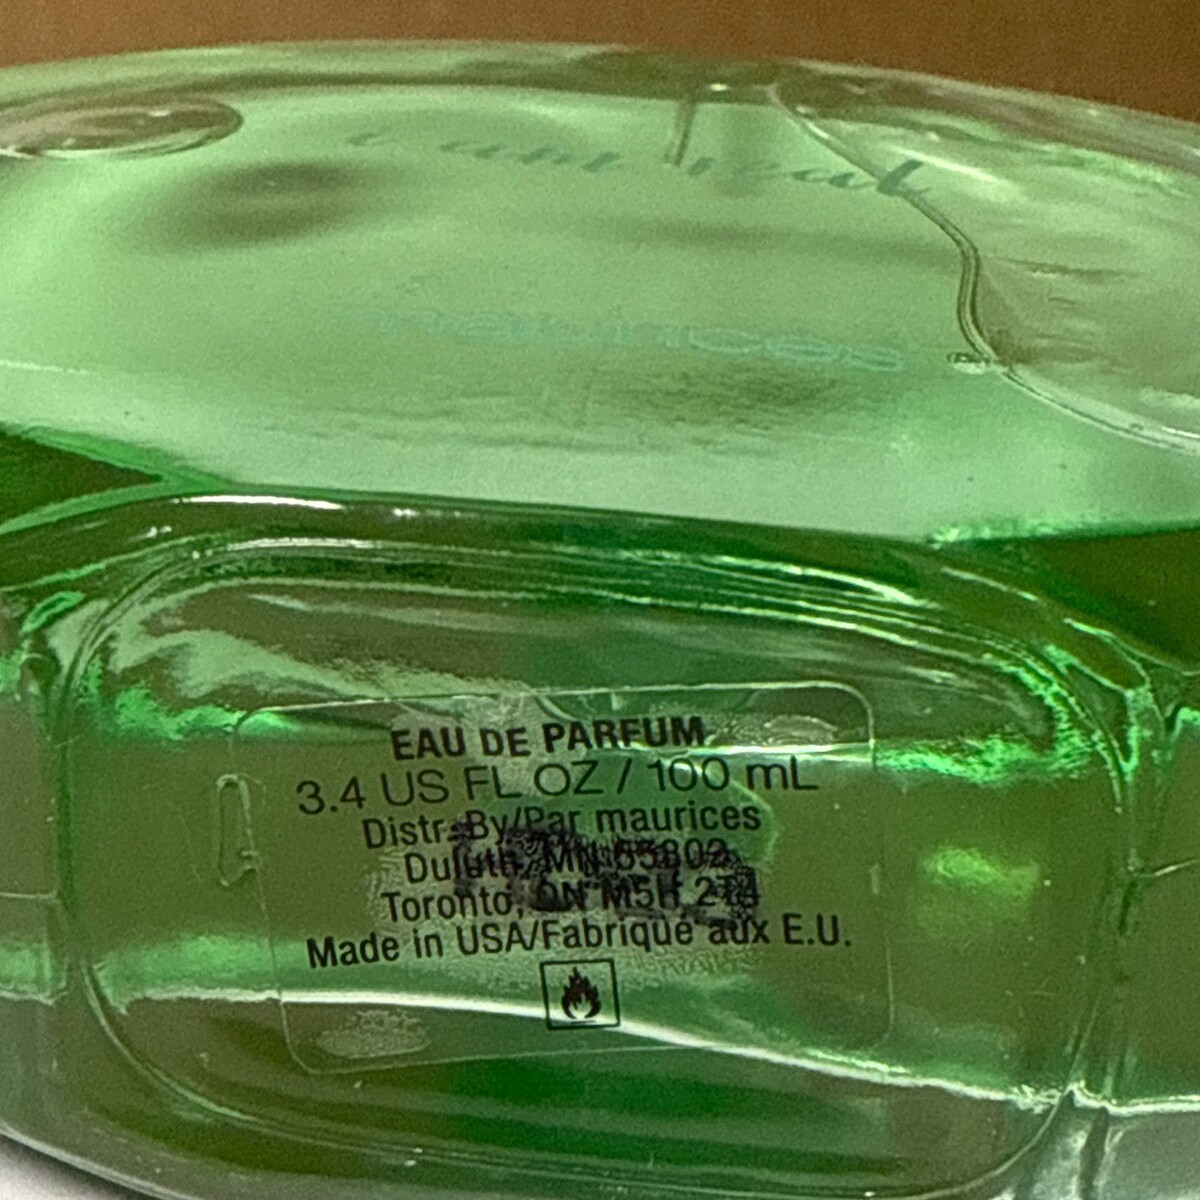 maurices
EAU DE PARFUM
3.4 US FL OZ / 100 mL
Distr. By/Par maurices
Duluth, MN 55802
Toronto, ON M5H 2T4
Made in USA/Fabriqué aux E.U.